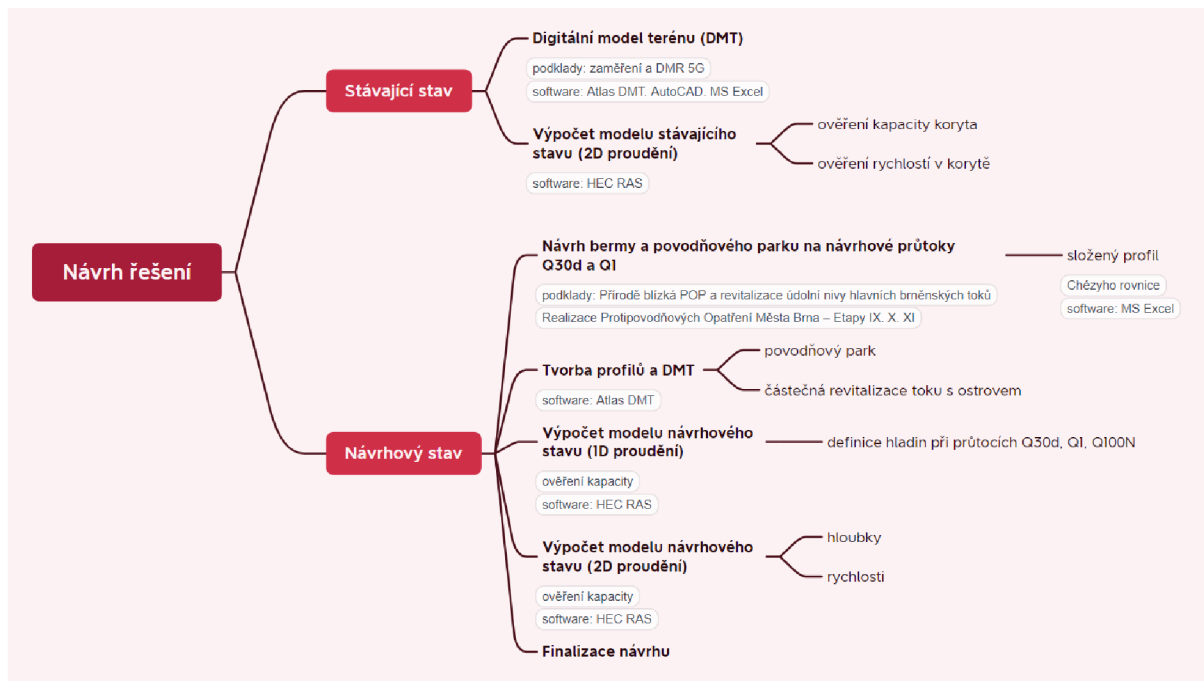 Návrh řešení
Stávající stav
Digitální model terénu (DMT)
podklady: zaměření a DMR 5G
software: Atlas DMT. AutoCAD. MS Excel
Výpočet modelu stávajícího
stavu (2D proudění)
software: HEC RAS
ověření kapacity koryta
ověření rychlostí v korytě
Návrhový stav
Návrh bermy a povodňového parku na návrhové průtoky
Q30d a Q1
podklady: Přírodě blízká POP a revitalizace údolní nivy hlavních brněnských toků
Realizace Protipovodňových Opatření Města Brna – Etapy IX. X. XI
složený profil
Chézyho rovnice
software: MS Excel
Tvorba profilů a DMT
software: Atlas DMT
povodňový park
částečná revitalizace toku s ostrovem
Výpočet modelu návrhového
stavu (1D proudění)
ověření kapacity
software: HEC RAS
definice hladin při průtocích Q30d, Q1, Q100N
Výpočet modelu návrhového
stavu (2D proudění)
ověření kapacity
software: HEC RAS
hloubky
rychlosti
Finalizace návrhu